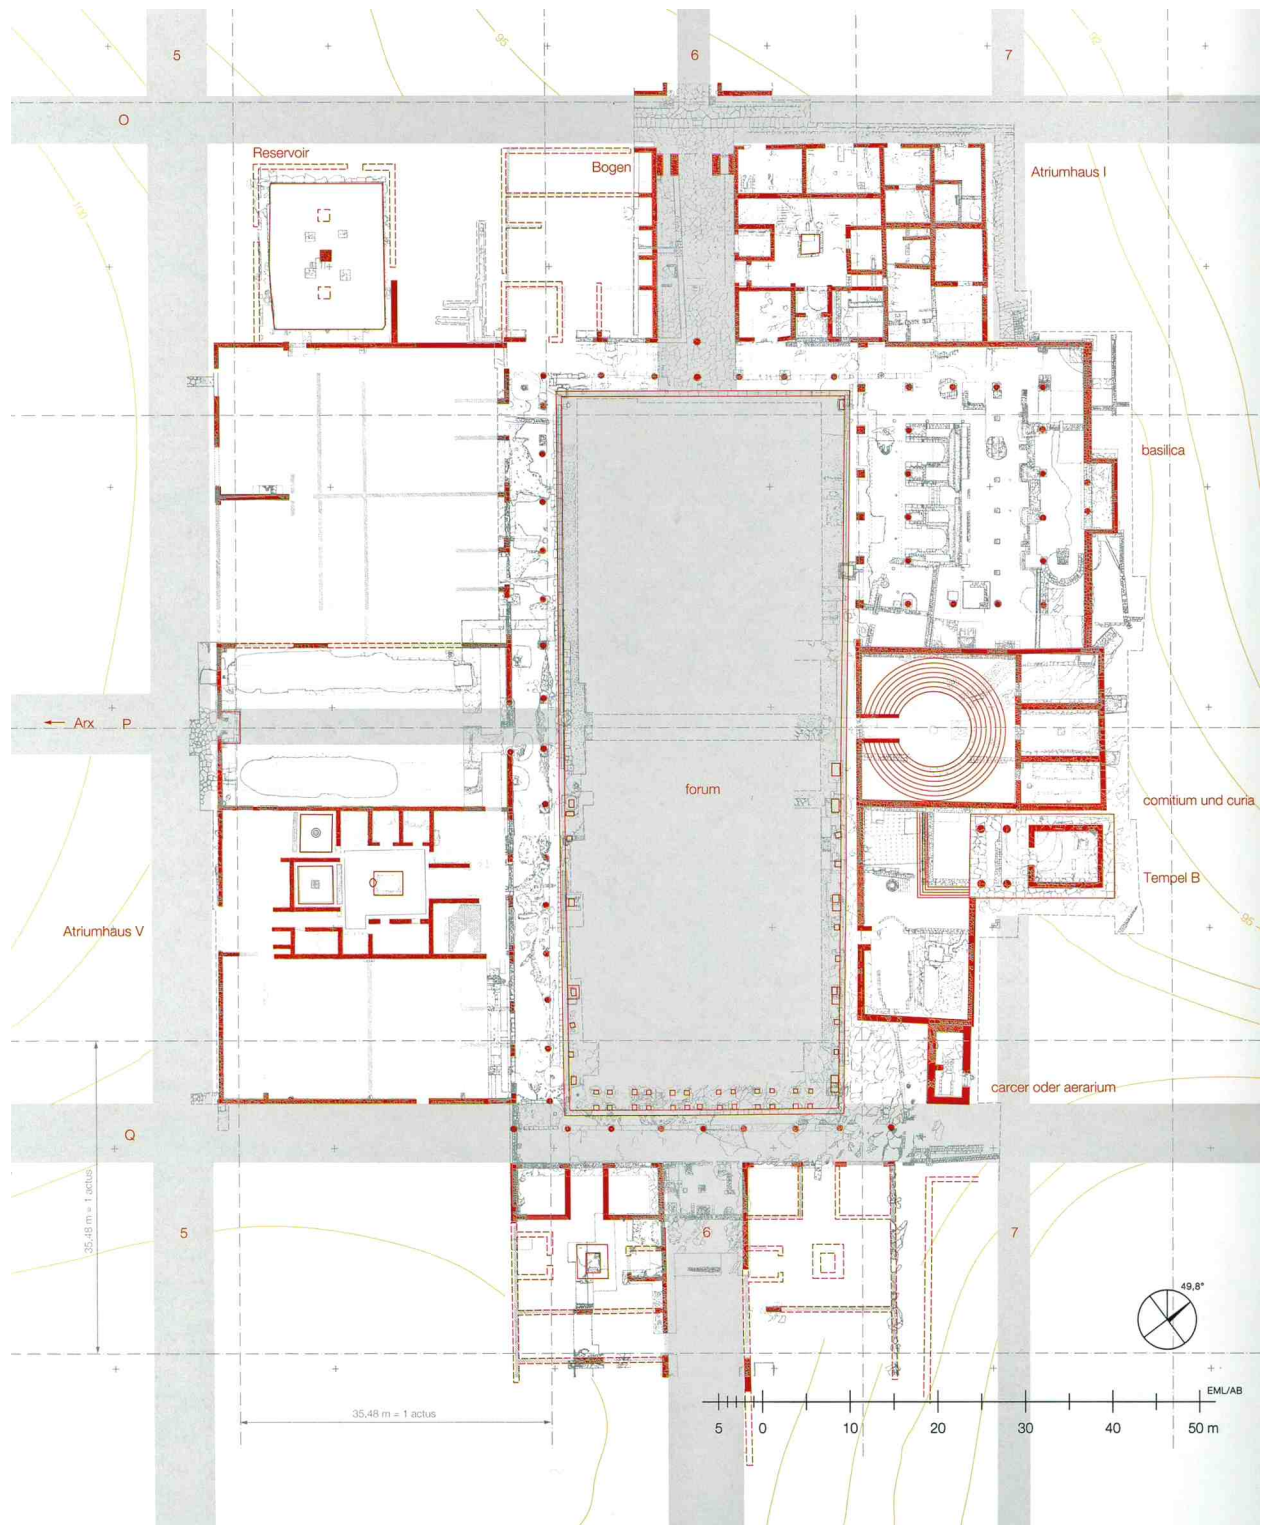 5
6
7
95
92
O
Reservoir
Bogen
Atriumhaus I
100
basilica
← Arx P
forum
comitium und curia
Tempel B
95
Atriumhaus V
carcer oder aerarium
Q
35,48 m = 1 actus
5
6
7
49,8°
EML/AB
35,48 m = 1 actus
5 0 10 20 30 40 50 m